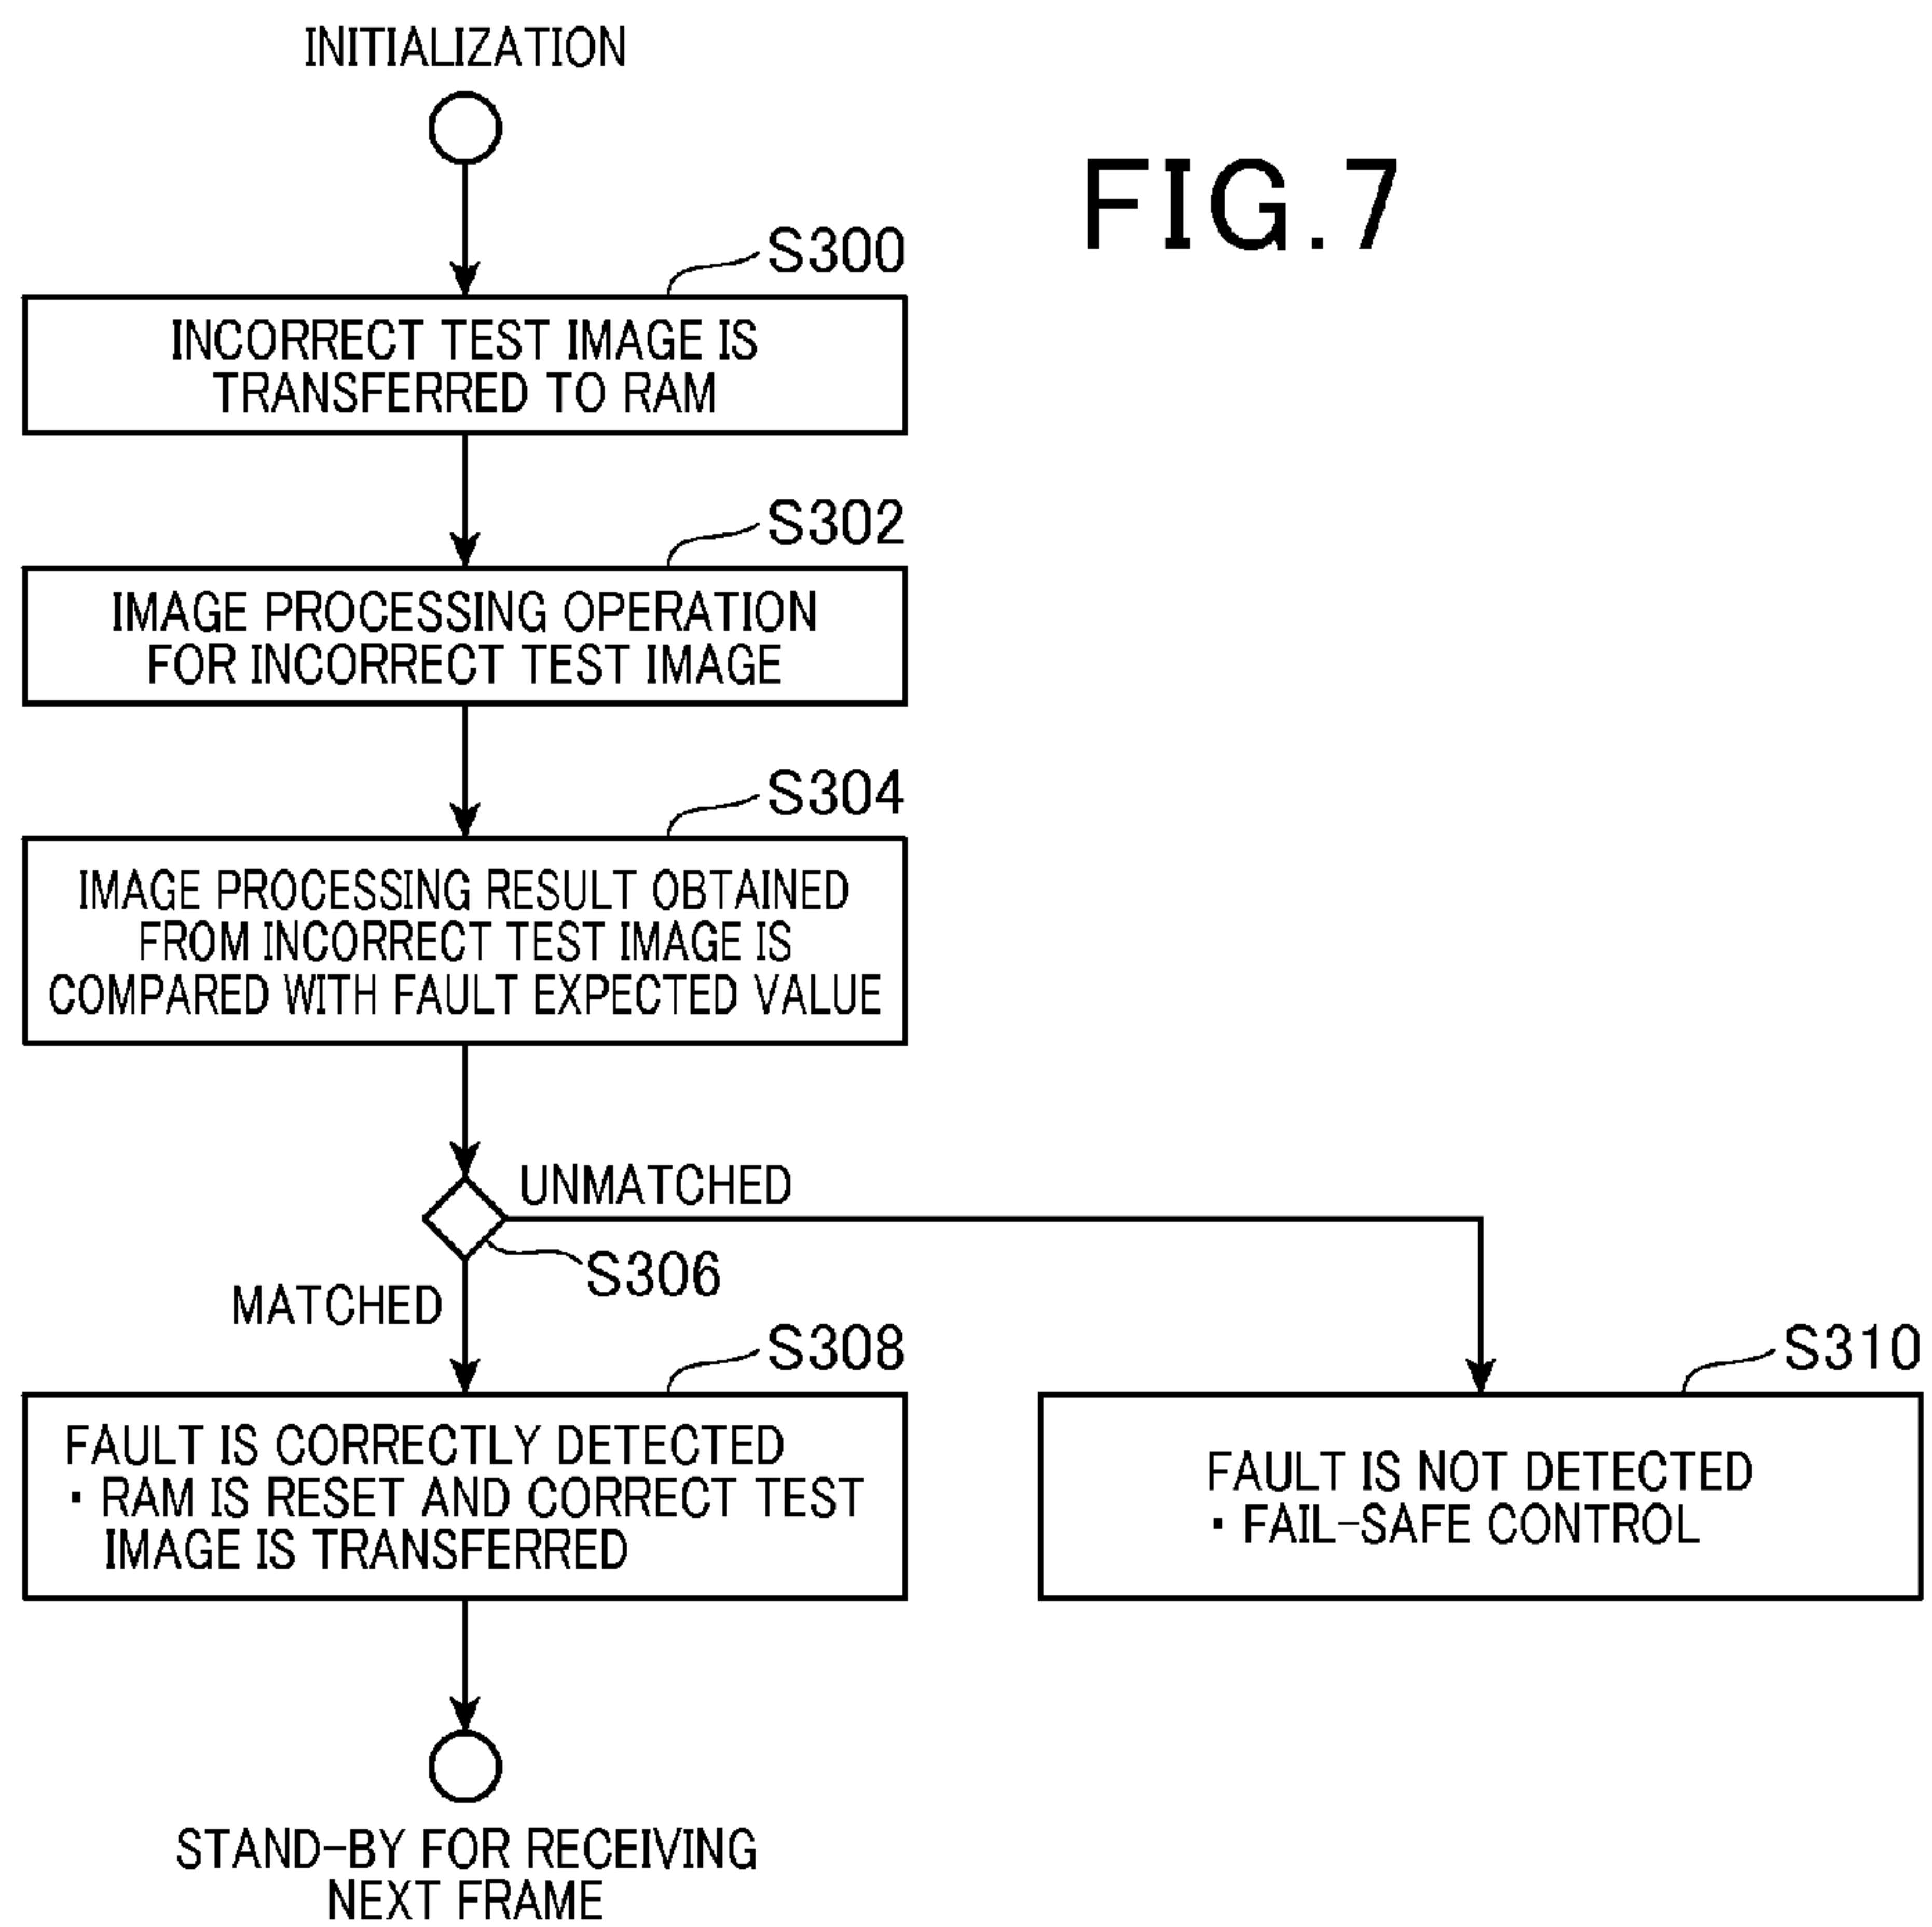 INITIALIZATION
FIG.7
S300
INCORRECT TEST IMAGE IS
TRANSFERRED TO RAM
S302
IMAGE PROCESSING OPERATION
FOR INCORRECT TEST IMAGE
S304
IMAGE PROCESSING RESULT OBTAINED
FROM INCORRECT TEST IMAGE IS
COMPARED WITH FAULT EXPECTED VALUE
UNMATCHED
S306
MATCHED
S308
FAULT IS CORRECTLY DETECTED
・RAM IS RESET AND CORRECT TEST
IMAGE IS TRANSFERRED
S310
FAULT IS NOT DETECTED
・FAIL-SAFE CONTROL
STAND-BY FOR RECEIVING
NEXT FRAME